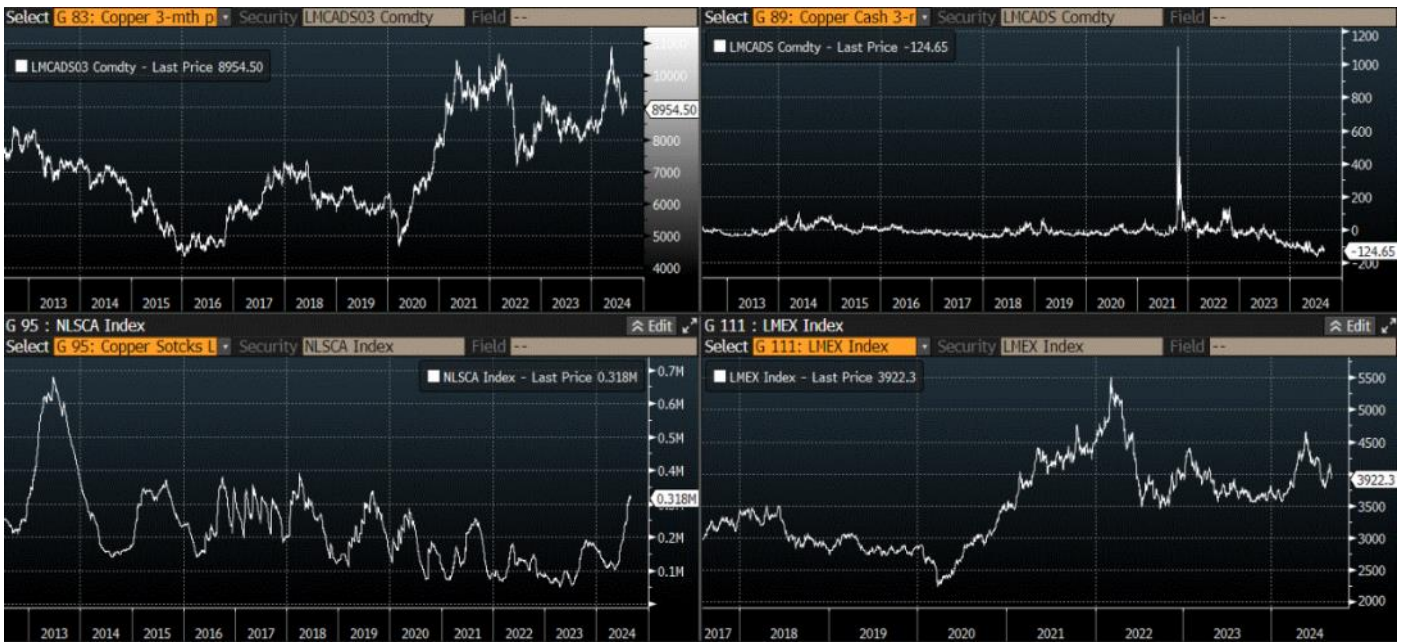 Select G 83: Copper 3-mth p Security LMCADS03 Comdty Field --
LMCADS03 Comdty - Last Price 8954.50
11000
10000
8954.50
8000
7000
6000
5000
4000
2013 2014 2015 2016 2017 2018 2019 2020 2021 2022 2023 2024
Select G 89: Copper Cash 3-r Security LMCADS Comdty Field --
LMCADS Comdty - Last Price -124.65
1200
1000
800
600
400
200
0
-124.65
-200
2013 2014 2015 2016 2017 2018 2019 2020 2021 2022 2023 2024
G 95 : NLSCA Index Edit
Select G 95: Copper Sotcks L Security NLSCA Index Field --
NLSCA Index - Last Price 0.318M
0.7M
0.6M
0.5M
0.4M
0.318M
0.2M
0.1M
2013 2014 2015 2016 2017 2018 2019 2020 2021 2022 2023 2024
G 111 : LMEX Index Edit
Select G 111: LMEX Index Security LMEX Index Field --
LMEX Index - Last Price 3922.3
5500
5000
4500
3922.3
3500
3000
2500
2000
2017 2018 2019 2020 2021 2022 2023 2024